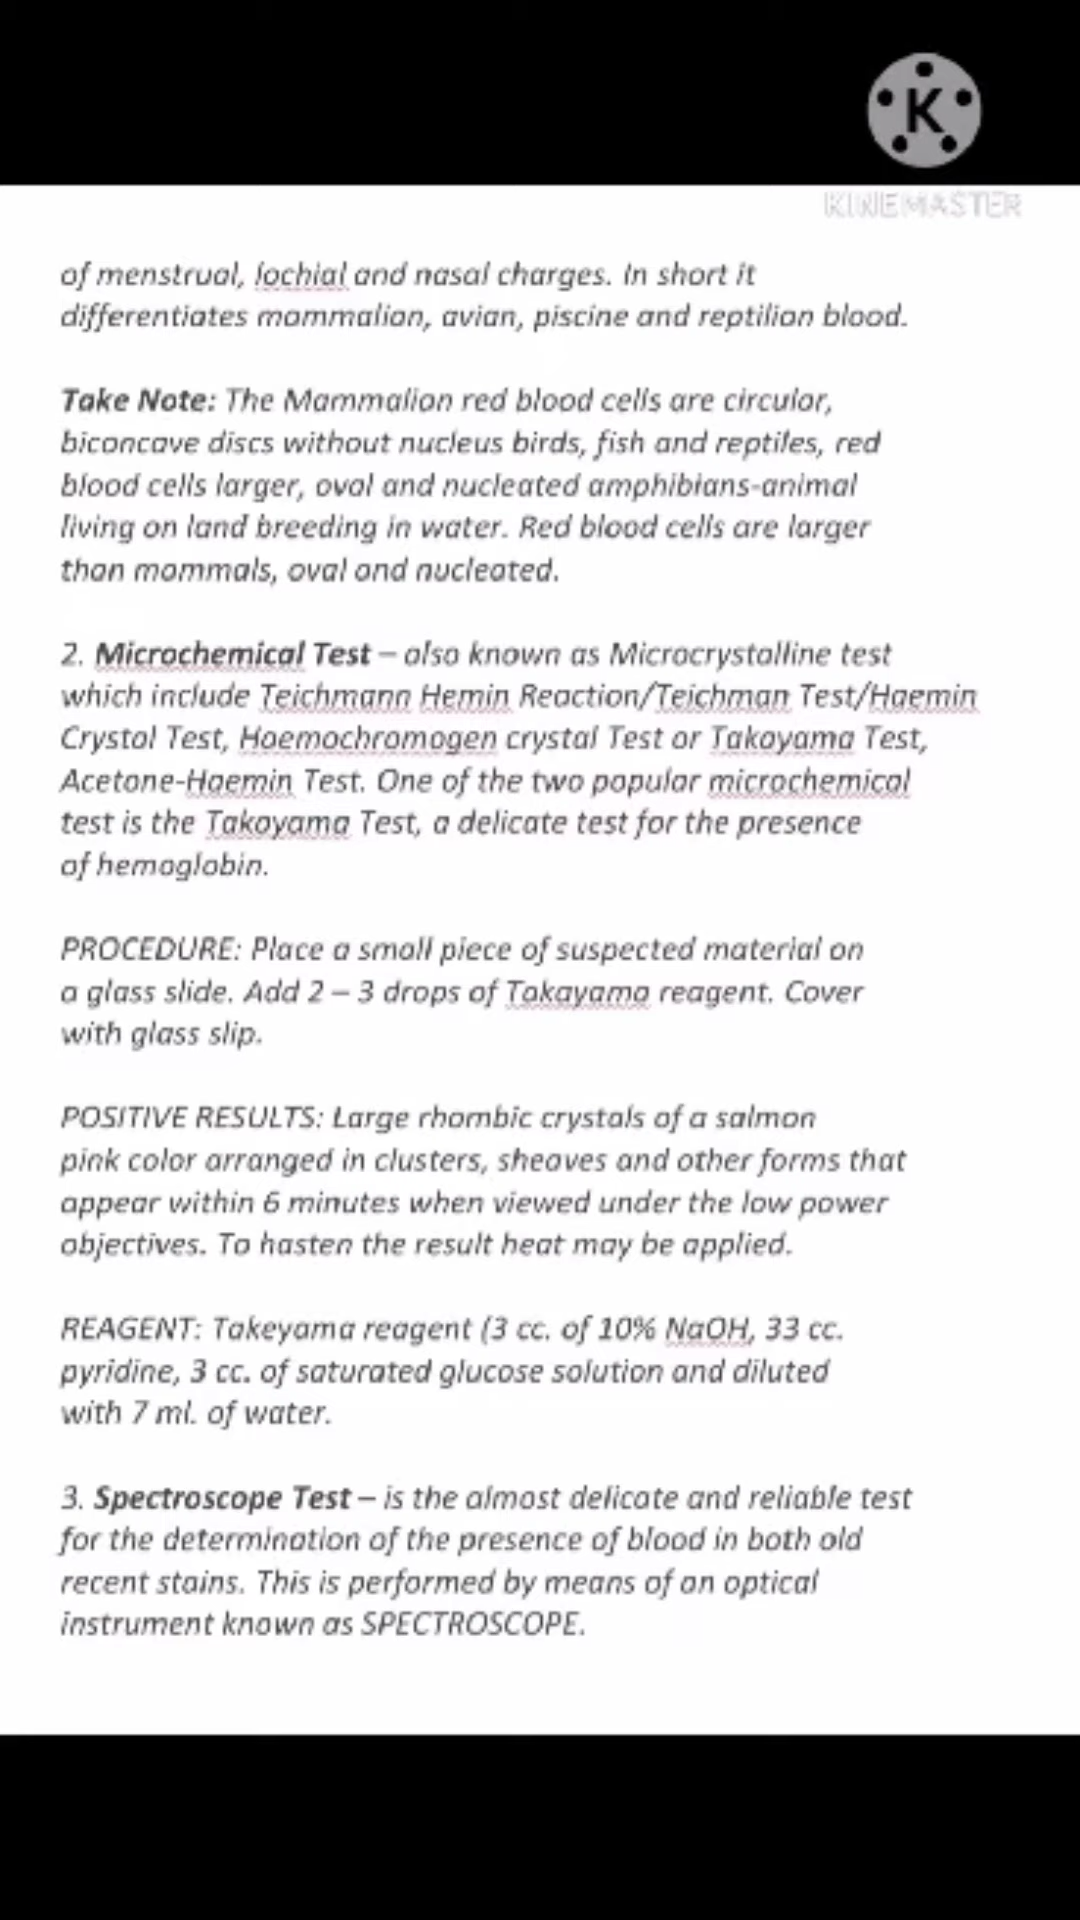 K
KINEMASTER
of menstrual, lochial and nasal charges. In short it
differentiates mammalian, avian, piscine and reptilian blood.
Take Note: The Mammalian red blood cells are circular,
biconcave discs without nucleus birds, fish and reptiles, red
blood cells larger, oval and nucleated amphibians-animal
living on land breeding in water. Red blood cells are larger
than mammals, oval and nucleated.
2. Microchemical Test – also known as Microcrystalline test
which include Teichmann Hemin Reaction/Teichman Test/Haemin
Crystal Test, Haemochromogen crystal Test or Takayama Test,
Acetone-Haemin Test. One of the two popular microchemical
test is the Takayama Test, a delicate test for the presence
of hemoglobin.
PROCEDURE: Place a small piece of suspected material on
a glass slide. Add 2 – 3 drops of Takayama reagent. Cover
with glass slip.
POSITIVE RESULTS: Large rhombic crystals of a salmon
pink color arranged in clusters, sheaves and other forms that
appear within 6 minutes when viewed under the low power
objectives. To hasten the result heat may be applied.
REAGENT: Takeyama reagent (3 cc. of 10% NaOH, 33 cc.
pyridine, 3 cc. of saturated glucose solution and diluted
with 7 ml. of water.
3. Spectroscope Test – is the almost delicate and reliable test
for the determination of the presence of blood in both old
recent stains. This is performed by means of an optical
instrument known as SPECTROSCOPE.